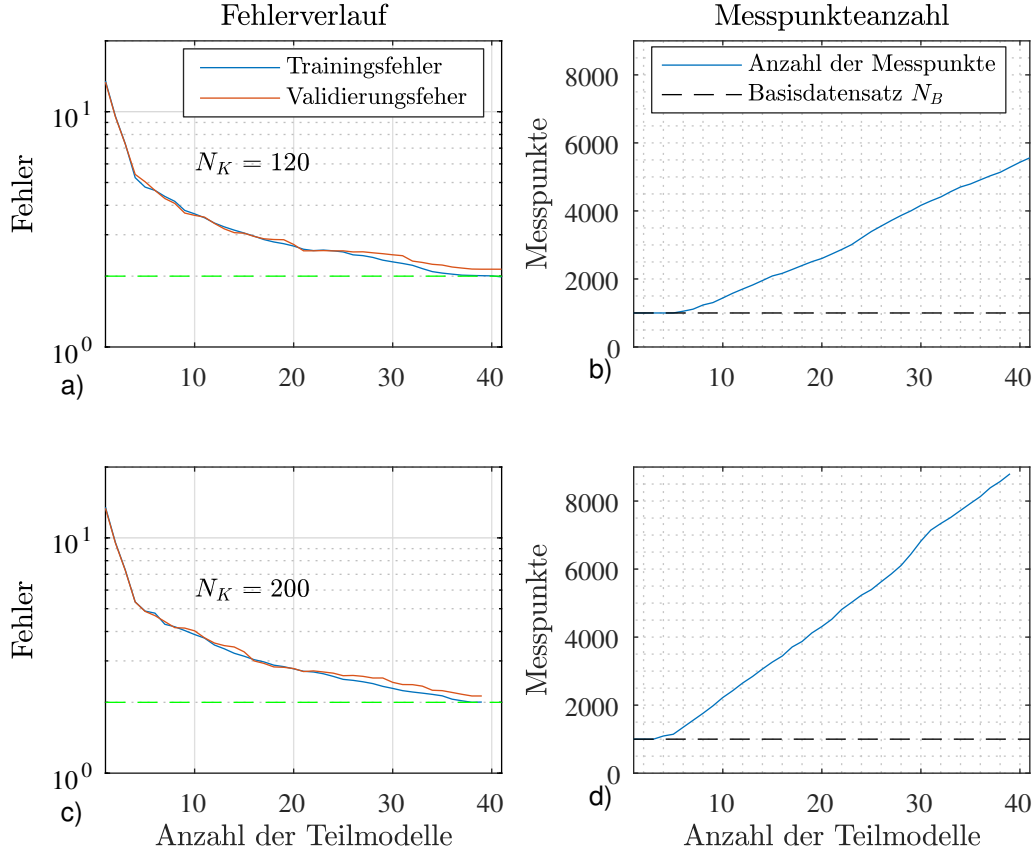 Fehlerverlauf
Messpunkteanzahl
Trainingsfehler
Validierungsfeher
N_K = 120
Fehler
10^1
10^0
10
20
30
40
a)
Anzahl der Messpunkte
Basisdatensatz N_B
Messpunkte
8000
6000
4000
2000
0
10
20
30
40
b)
N_K = 200
Fehler
10^1
10^0
10
20
30
40
c)
Anzahl der Teilmodelle
Messpunkte
8000
6000
4000
2000
0
10
20
30
40
d)
Anzahl der Teilmodelle